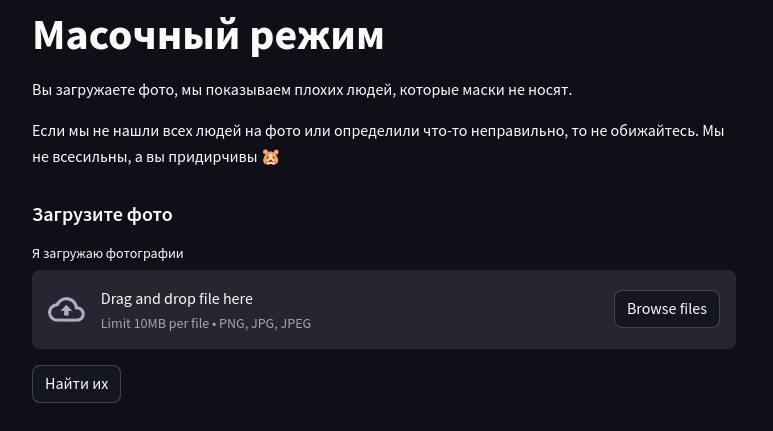 Масочный режим
Вы загружаете фото, мы показываем плохих людей, которые маски не носят.
Если мы не нашли всех людей на фото или определили что-то неправильно, то не обижайтесь. Мы
не всесильны, а вы придирчивы 🐹
Загрузите фото
Я загружаю фотографии
Drag and drop file here
Limit 10MB per file • PNG, JPG, JPEG
Browse files
Найти их